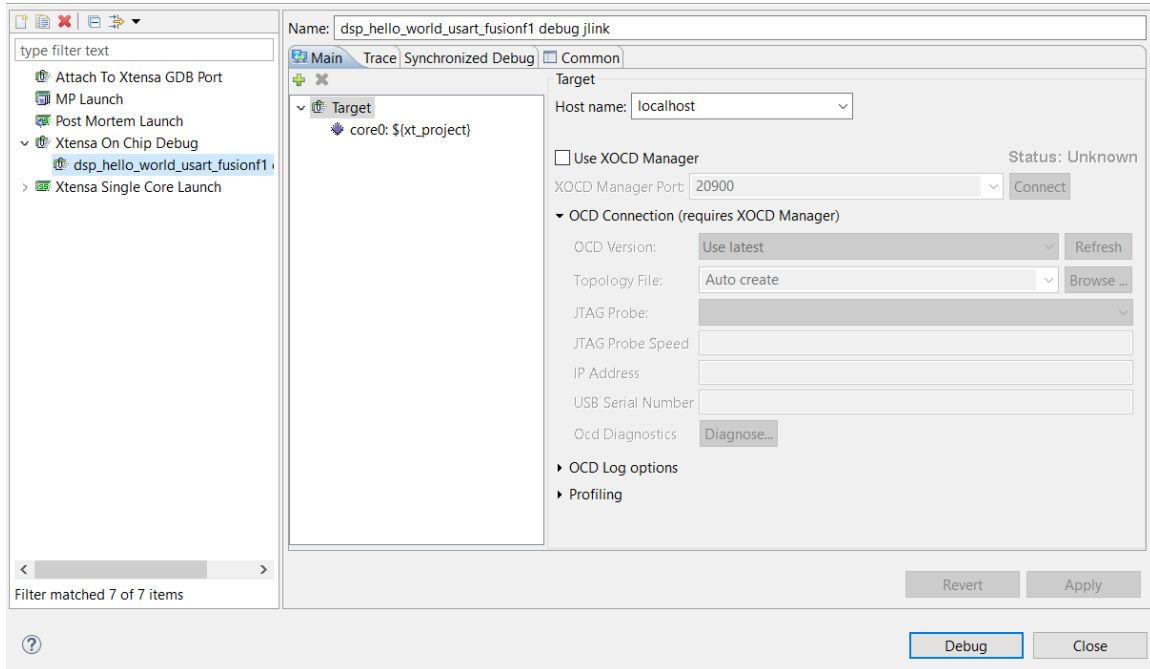 Name: dsp_hello_world_usart_fusionf1 debug jlink
type filter text
Attach To Xtensa GDB Port
MP Launch
Post Mortem Launch
Xtensa On Chip Debug
dsp_hello_world_usart_fusionf1
Xtensa Single Core Launch
Filter matched 7 of 7 items
Main Trace Synchronized Debug Common
Target
core0: ${xt_project}
Target
Host name: localhost
Use XOCD Manager Status: Unknown
XOCD Manager Port: 20900 Connect
OCD Connection (requires XOCD Manager)
OCD Version: Use latest Refresh
Topology File: Auto create Browse ...
JTAG Probe:
JTAG Probe Speed
IP Address
USB Serial Number
Ocd Diagnostics Diagnose...
OCD Log options
Profiling
Revert Apply
? Debug Close